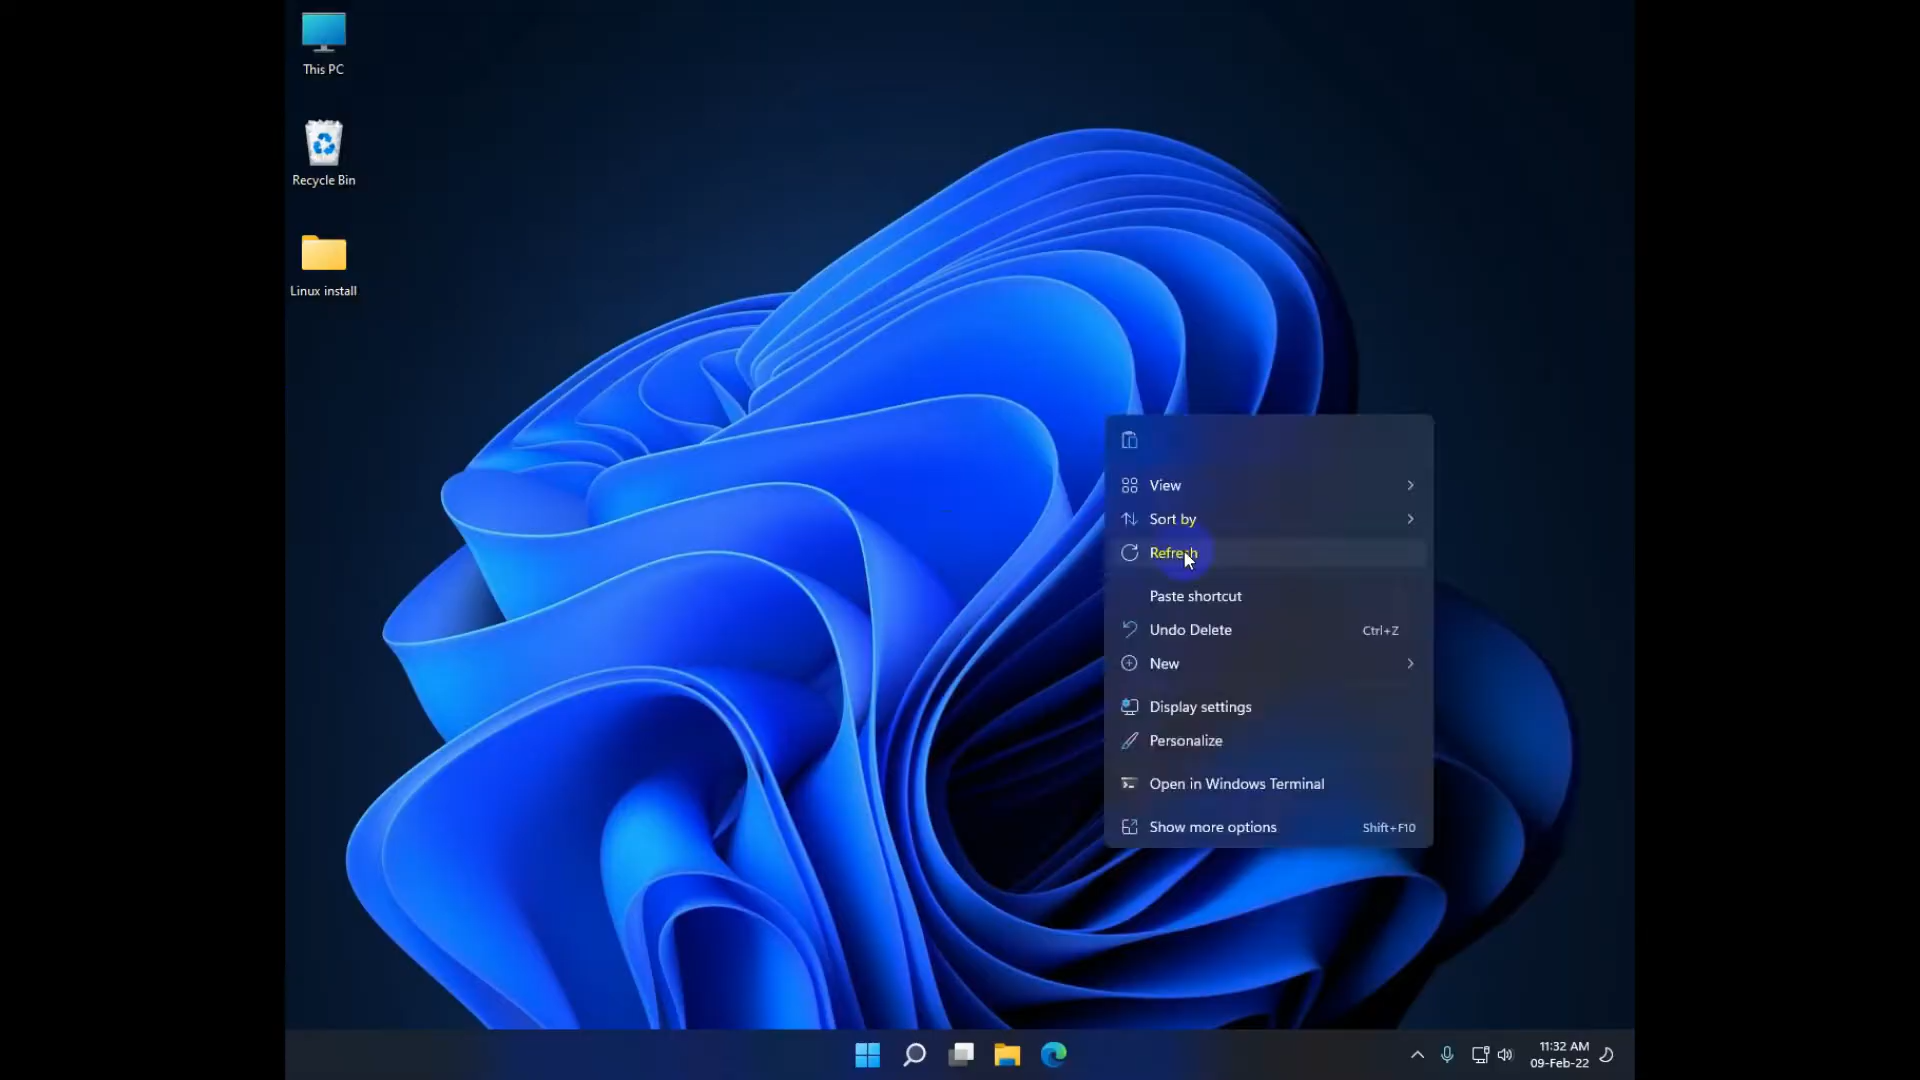 This PC
Recycle Bin
Linux install
View
Sort by
Refresh
Paste shortcut
Undo Delete Ctrl+Z
New
Display settings
Personalize
Open in Windows Terminal
Show more options Shift+F10
11:32 AM
09-Feb-22